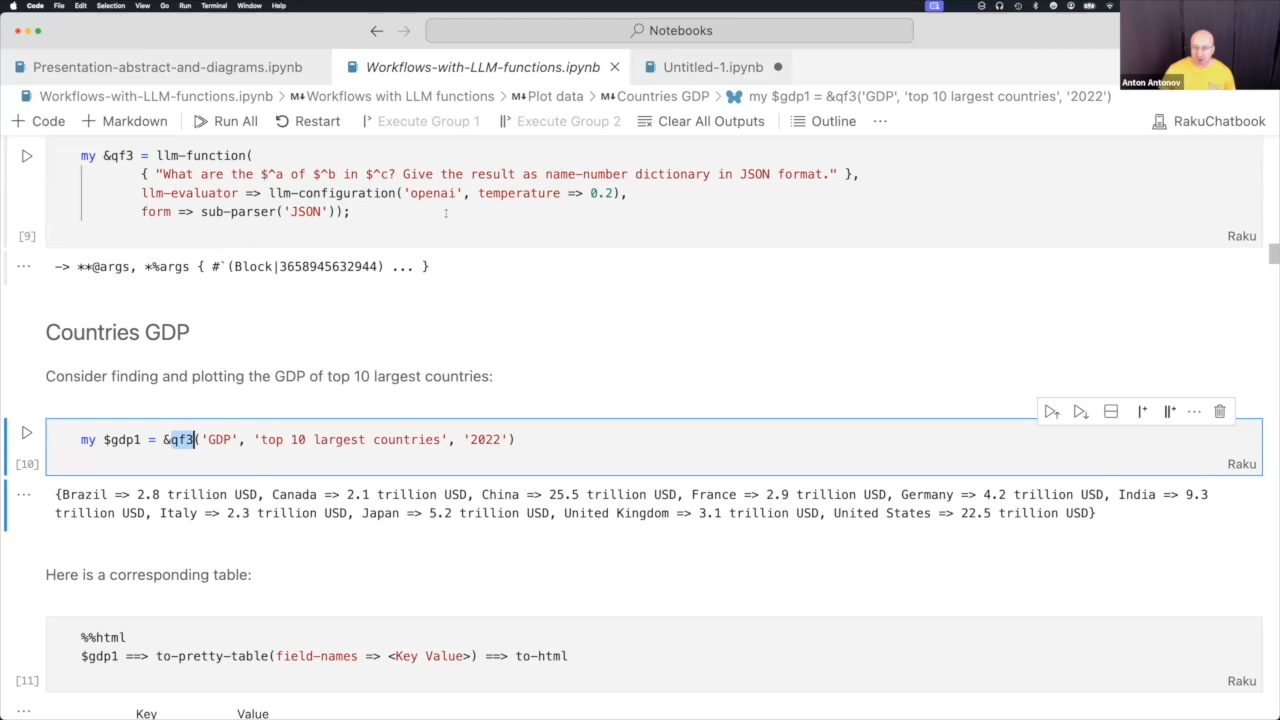 Code File Edit Selection View Go Run Terminal Window Help
Notebooks
Anton Antonov
Presentation-abstract-and-diagrams.ipynb Workflows-with-LLM-functions.ipynb Untitled-1.ipynb
Workflows-with-LLM-functions.ipynb > M↓Workflows with LLM functions > M↓Plot data > M↓Countries GDP > my $gdp1 = &qf3('GDP', 'top 10 largest countries', '2022')
+ Code + Markdown Run All Restart Execute Group 1 Execute Group 2 Clear All Outputs Outline ... RakuChatbook
my &qf3 = llm-function(
{ "What are the $^a of $^b in $^c? Give the result as name-number dictionary in JSON format." },
llm-evaluator => llm-configuration('openai', temperature => 0.2),
form => sub-parser('JSON'));
[9] Raku
... -> **@args, *%args { #`(Block|3658945632944) ... }
Countries GDP
Consider finding and plotting the GDP of top 10 largest countries:
my $gdp1 = &qf3('GDP', 'top 10 largest countries', '2022')
[10] Raku
... {Brazil => 2.8 trillion USD, Canada => 2.1 trillion USD, China => 25.5 trillion USD, France => 2.9 trillion USD, Germany => 4.2 trillion USD, India => 9.3
trillion USD, Italy => 2.3 trillion USD, Japan => 5.2 trillion USD, United Kingdom => 3.1 trillion USD, United States => 22.5 trillion USD}
Here is a corresponding table:
%%html
$gdp1 ==> to-pretty-table(field-names => <Key Value>) ==> to-html
[11] Raku
... Key Value